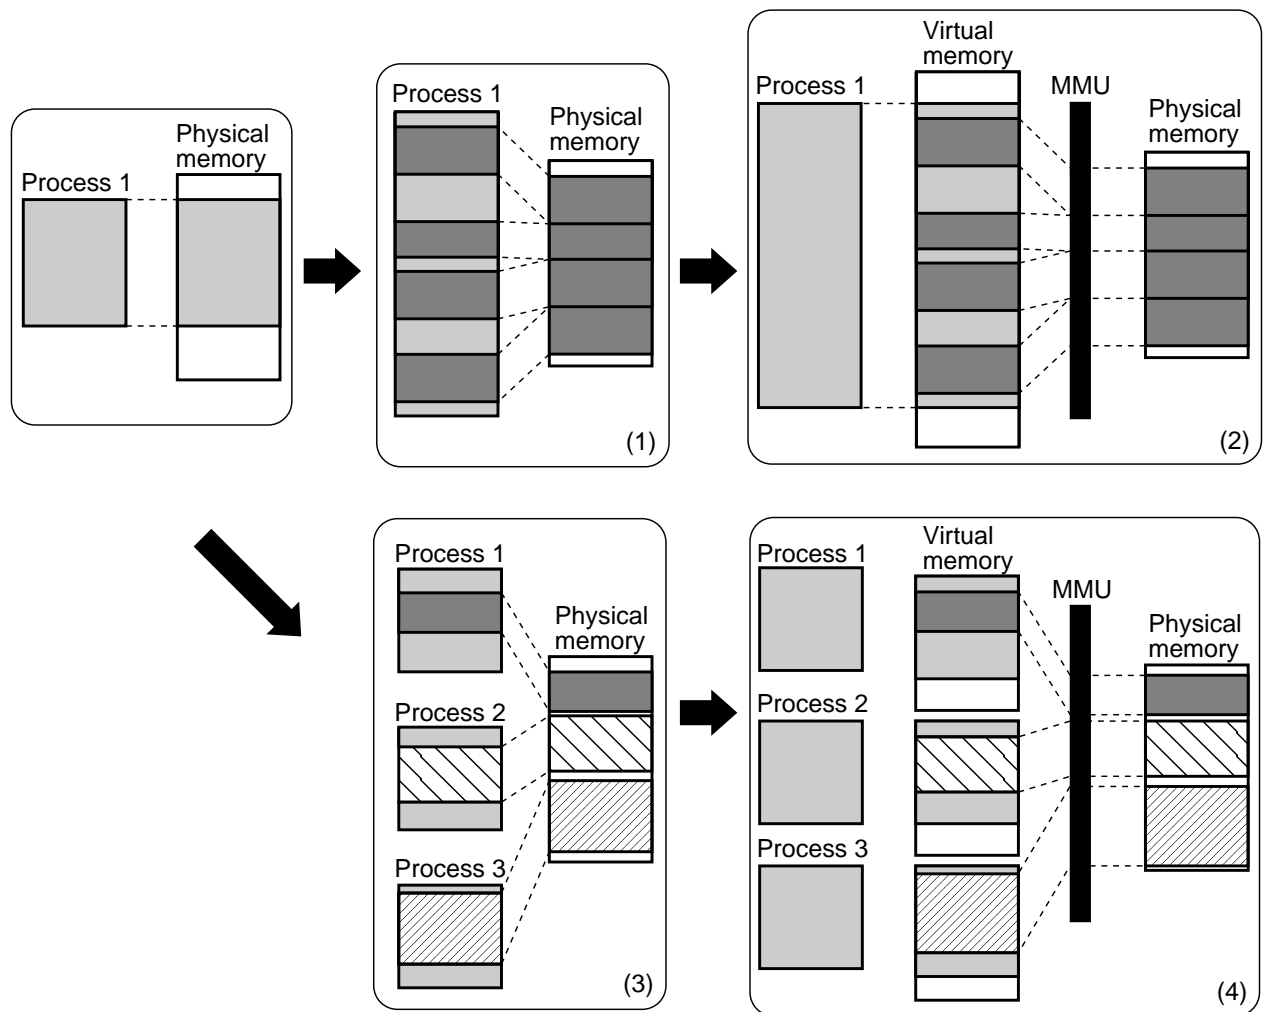 Process 1
Physical
memory
Process 1
Physical
memory
(1)
Process 1
Virtual
memory
MMU
Physical
memory
(2)
Process 1
Process 2
Process 3
Physical
memory
(3)
Process 1
Process 2
Process 3
Virtual
memory
MMU
Physical
memory
(4)